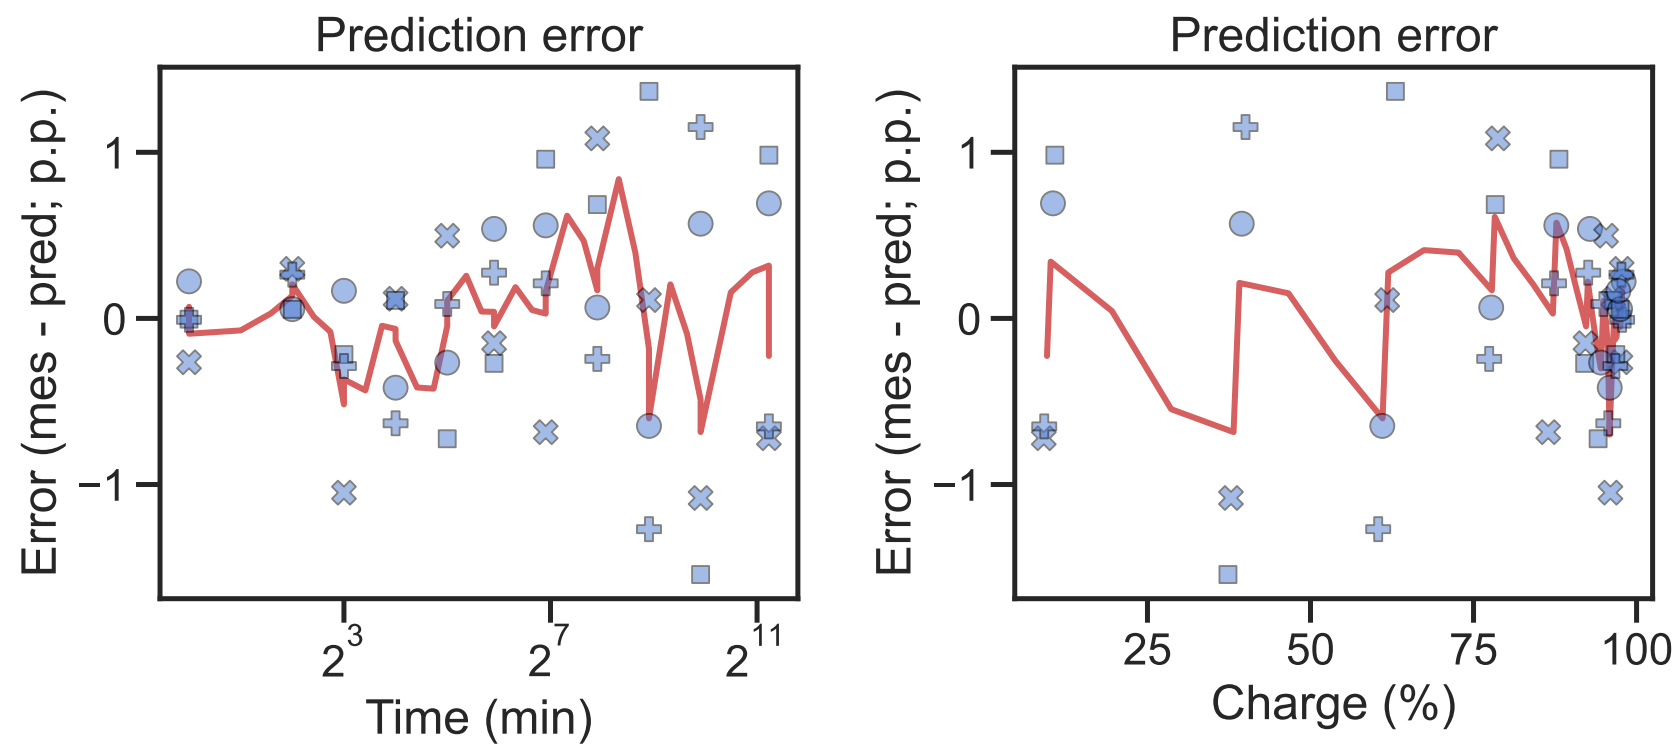 Prediction error
Error (mes - pred; p.p.)
1
0
−1
2^3
2^7
2^11
Time (min)
Prediction error
Error (mes - pred; p.p.)
1
0
−1
25
50
75
100
Charge (%)